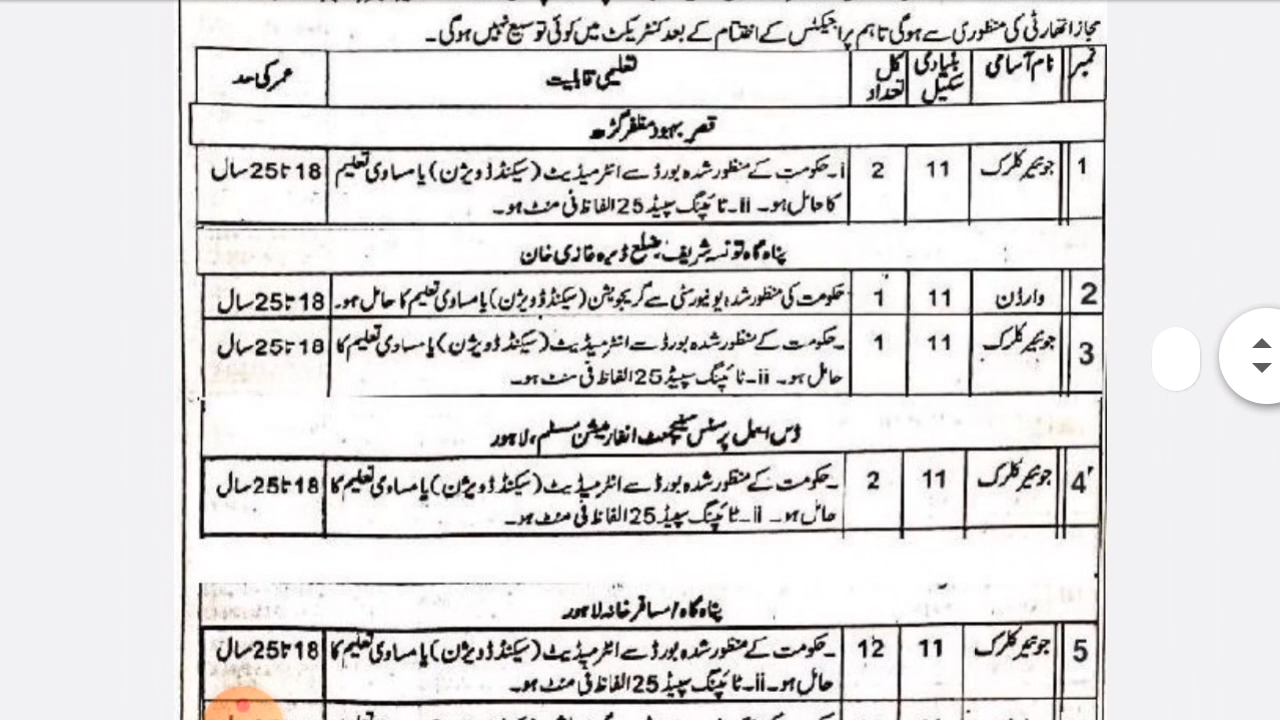 مجاز اتھارٹی کی منظوری سے ہوگی تاہم پراجیکٹس کے اختتام کے بعد کنٹریکٹ میں کوئی توسیع نہیں ہوگی۔
نمبر نام آسامی بنیادی سکیل کل تعداد تعلیمی قابلیت عمر کی حد
قصر بہبود مظفر گڑھ
1 جونیئر کلرک 11 2 i۔حکومت کے منظور شدہ بورڈ سے انٹرمیڈیٹ (سیکنڈ ڈویژن) یا مساوی تعلیم 18 تا 25 سال
کا حامل ہو۔ ii۔ ٹائپنگ سپیڈ 25 الفاظ فی منٹ ہو۔
پناہ گاہ تونسہ شریف، ضلع ڈیرہ غازی خان
2 وارڈن 11 1 حکومت کی منظور شدہ یونیورسٹی سے گریجویشن (سیکنڈ ڈویژن) یا مساوی تعلیم کا حامل ہو۔ 18 تا 25 سال
3 جونیئر کلرک 11 1 ۔حکومت کے منظور شدہ بورڈ سے انٹرمیڈیٹ (سیکنڈ ڈویژن) یا مساوی تعلیم کا 18 تا 25 سال
حامل ہو۔ ii۔ٹائپنگ سپیڈ 25 الفاظ فی منٹ ہو۔
ڈس ایبل پرسنس مینجمنٹ انفارمیشن سسٹم، لاہور
4 جونیئر کلرک 11 2 ۔حکومت کے منظور شدہ بورڈ سے انٹرمیڈیٹ (سیکنڈ ڈویژن) یا مساوی تعلیم کا 18 تا 25 سال
حامل ہو۔ ii۔ٹائپنگ سپیڈ 25 الفاظ فی منٹ ہو۔
پناہ گاہ/مسافر خانہ لاہور
5 جونیئر کلرک 11 12 ۔حکومت کے منظور شدہ بورڈ سے انٹرمیڈیٹ (سیکنڈ ڈویژن) یا مساوی تعلیم کا 18 تا 25 سال
حامل ہو۔ii۔ ٹائپنگ سپیڈ 25 الفاظ فی منٹ ہو۔